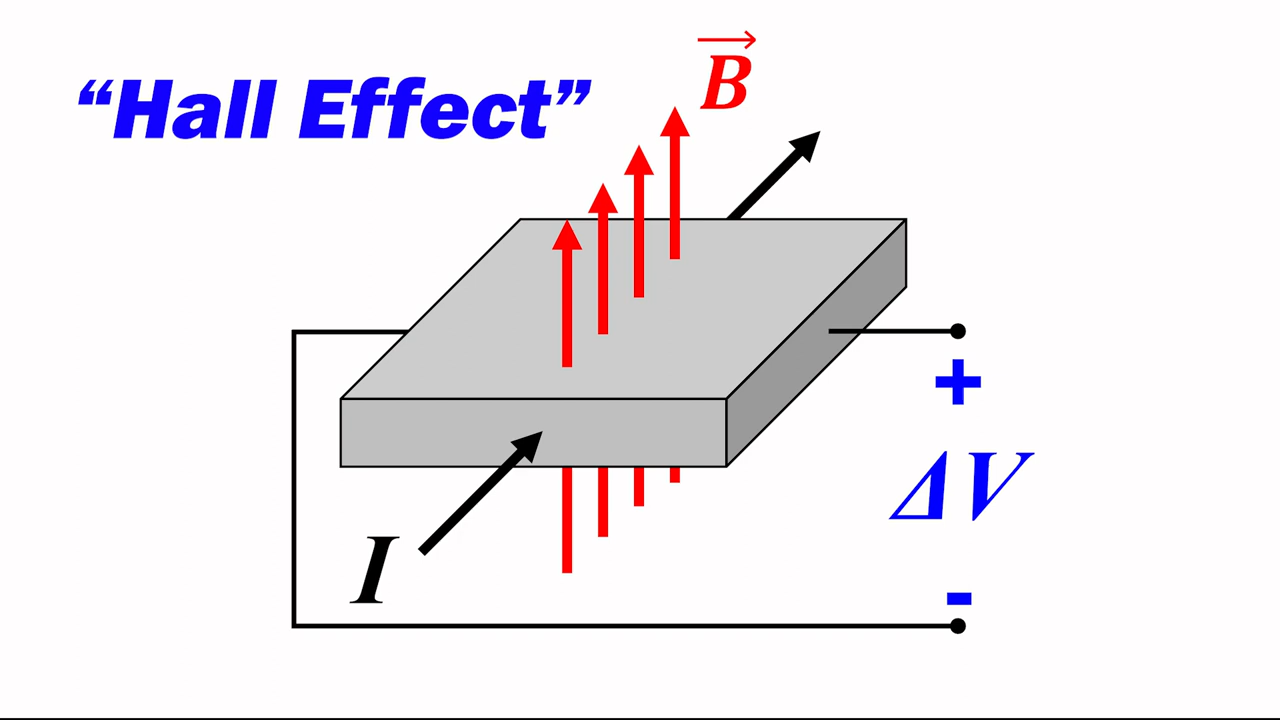 “Hall Effect”
B
+
ΔV
-
I